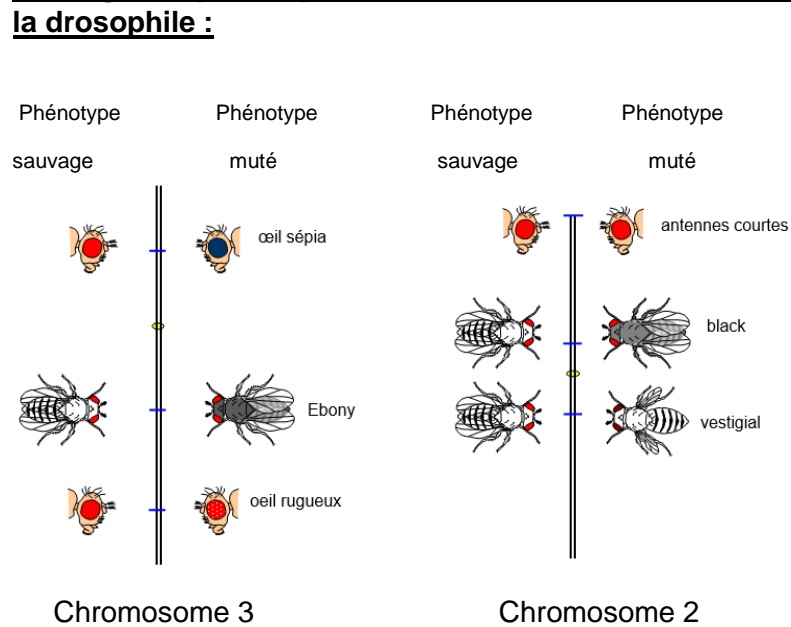 la drosophile :
Phénotype sauvage
Phénotype muté
œil sépia
Ebony
oeil rugueux
Chromosome 3
Phénotype sauvage
Phénotype muté
antennes courtes
black
vestigial
Chromosome 2